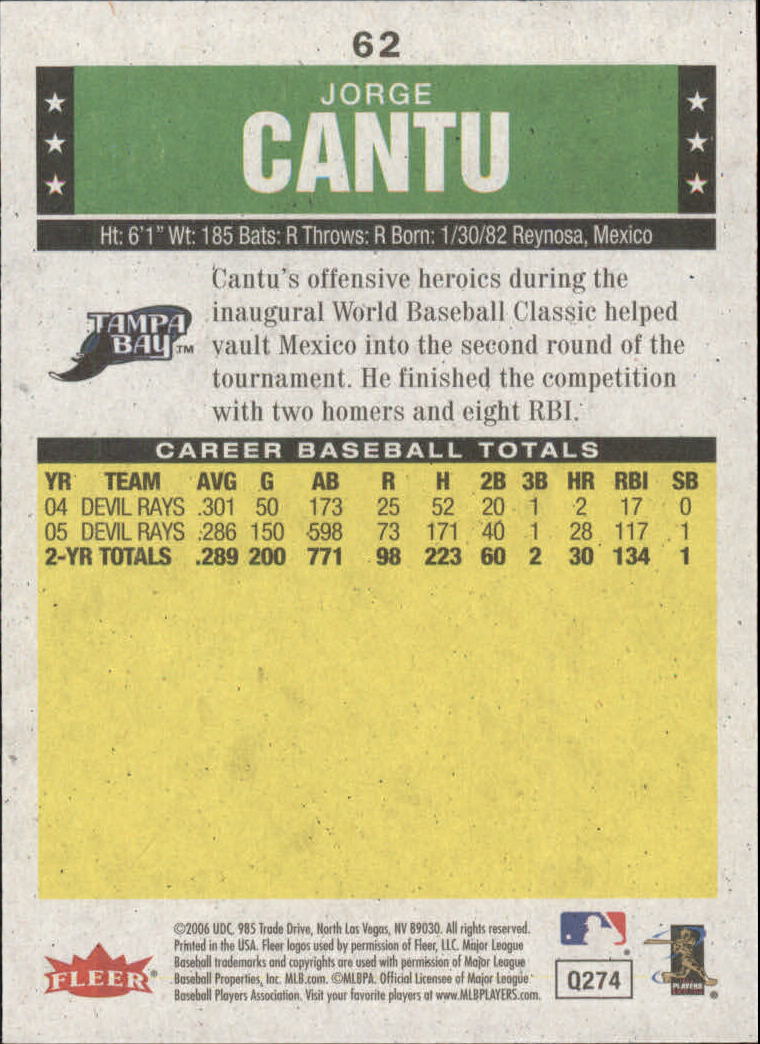 62
JORGE
CANTU
Ht: 6'1" Wt: 185 Bats: R Throws: R Born: 1/30/82 Reynosa, Mexico
Cantu's offensive heroics during the
inaugural World Baseball Classic helped
vault Mexico into the second round of the
tournament. He finished the competition
with two homers and eight RBI.
TAMPA
BAY™
CAREER BASEBALL TOTALS
YR TEAM AVG G AB R H 2B 3B HR RBI SB
04 DEVIL RAYS .301 50 173 25 52 20 1 2 17 0
05 DEVIL RAYS .286 150 598 73 171 40 1 28 117 1
2-YR TOTALS .289 200 771 98 223 60 2 30 134 1
©2006 UDC, 985 Trade Drive, North Las Vegas, NV 89030. All rights reserved.
Printed in the USA. Fleer logos used by permission of Fleer, LLC. Major League
Baseball trademarks and copyrights are used with permission of Major League
Baseball Properties, Inc. MLB.com. ©MLBPA. Official Licensee of Major League
Baseball Players Association. Visit your favorite players at www.MLBPLAYERS.com.
FLEER®
Q274
PLAYERS